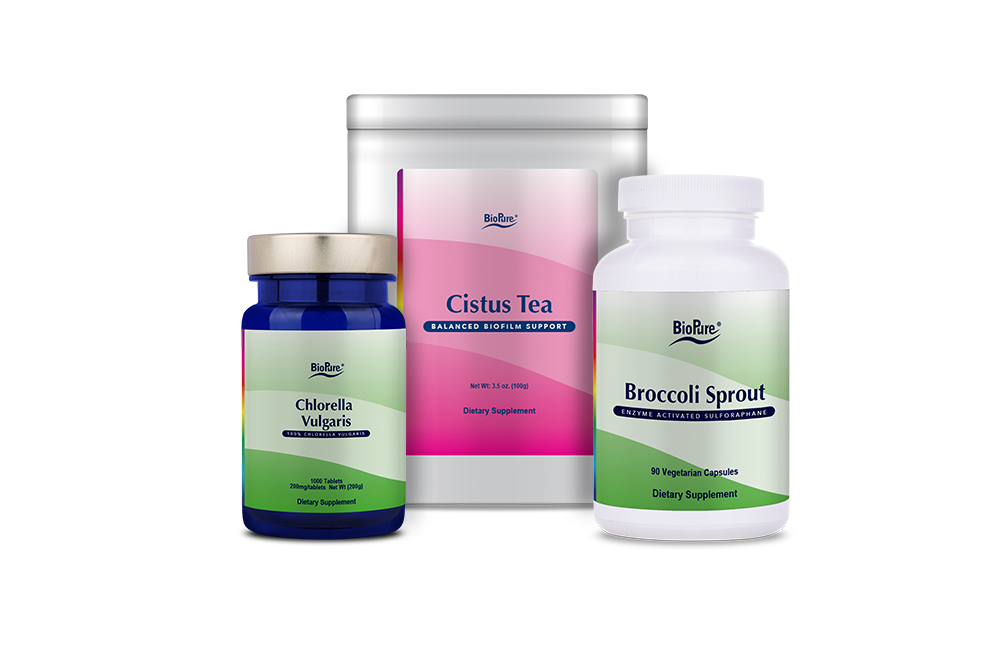 BioPure®
Chlorella
Vulgaris
100% CHLORELLA VULGARIS
1000 Tablets
200mg/tablets Net Wt (200g)
Dietary Supplement
BioPure®
Cistus Tea
BALANCED BIOFILM SUPPORT
Net Wt: 3.5 oz. (100g)
Dietary Supplement
BioPure®
Broccoli Sprout
ENZYME ACTIVATED SULFORAPHANE
90 Vegetarian Capsules
Dietary Supplement